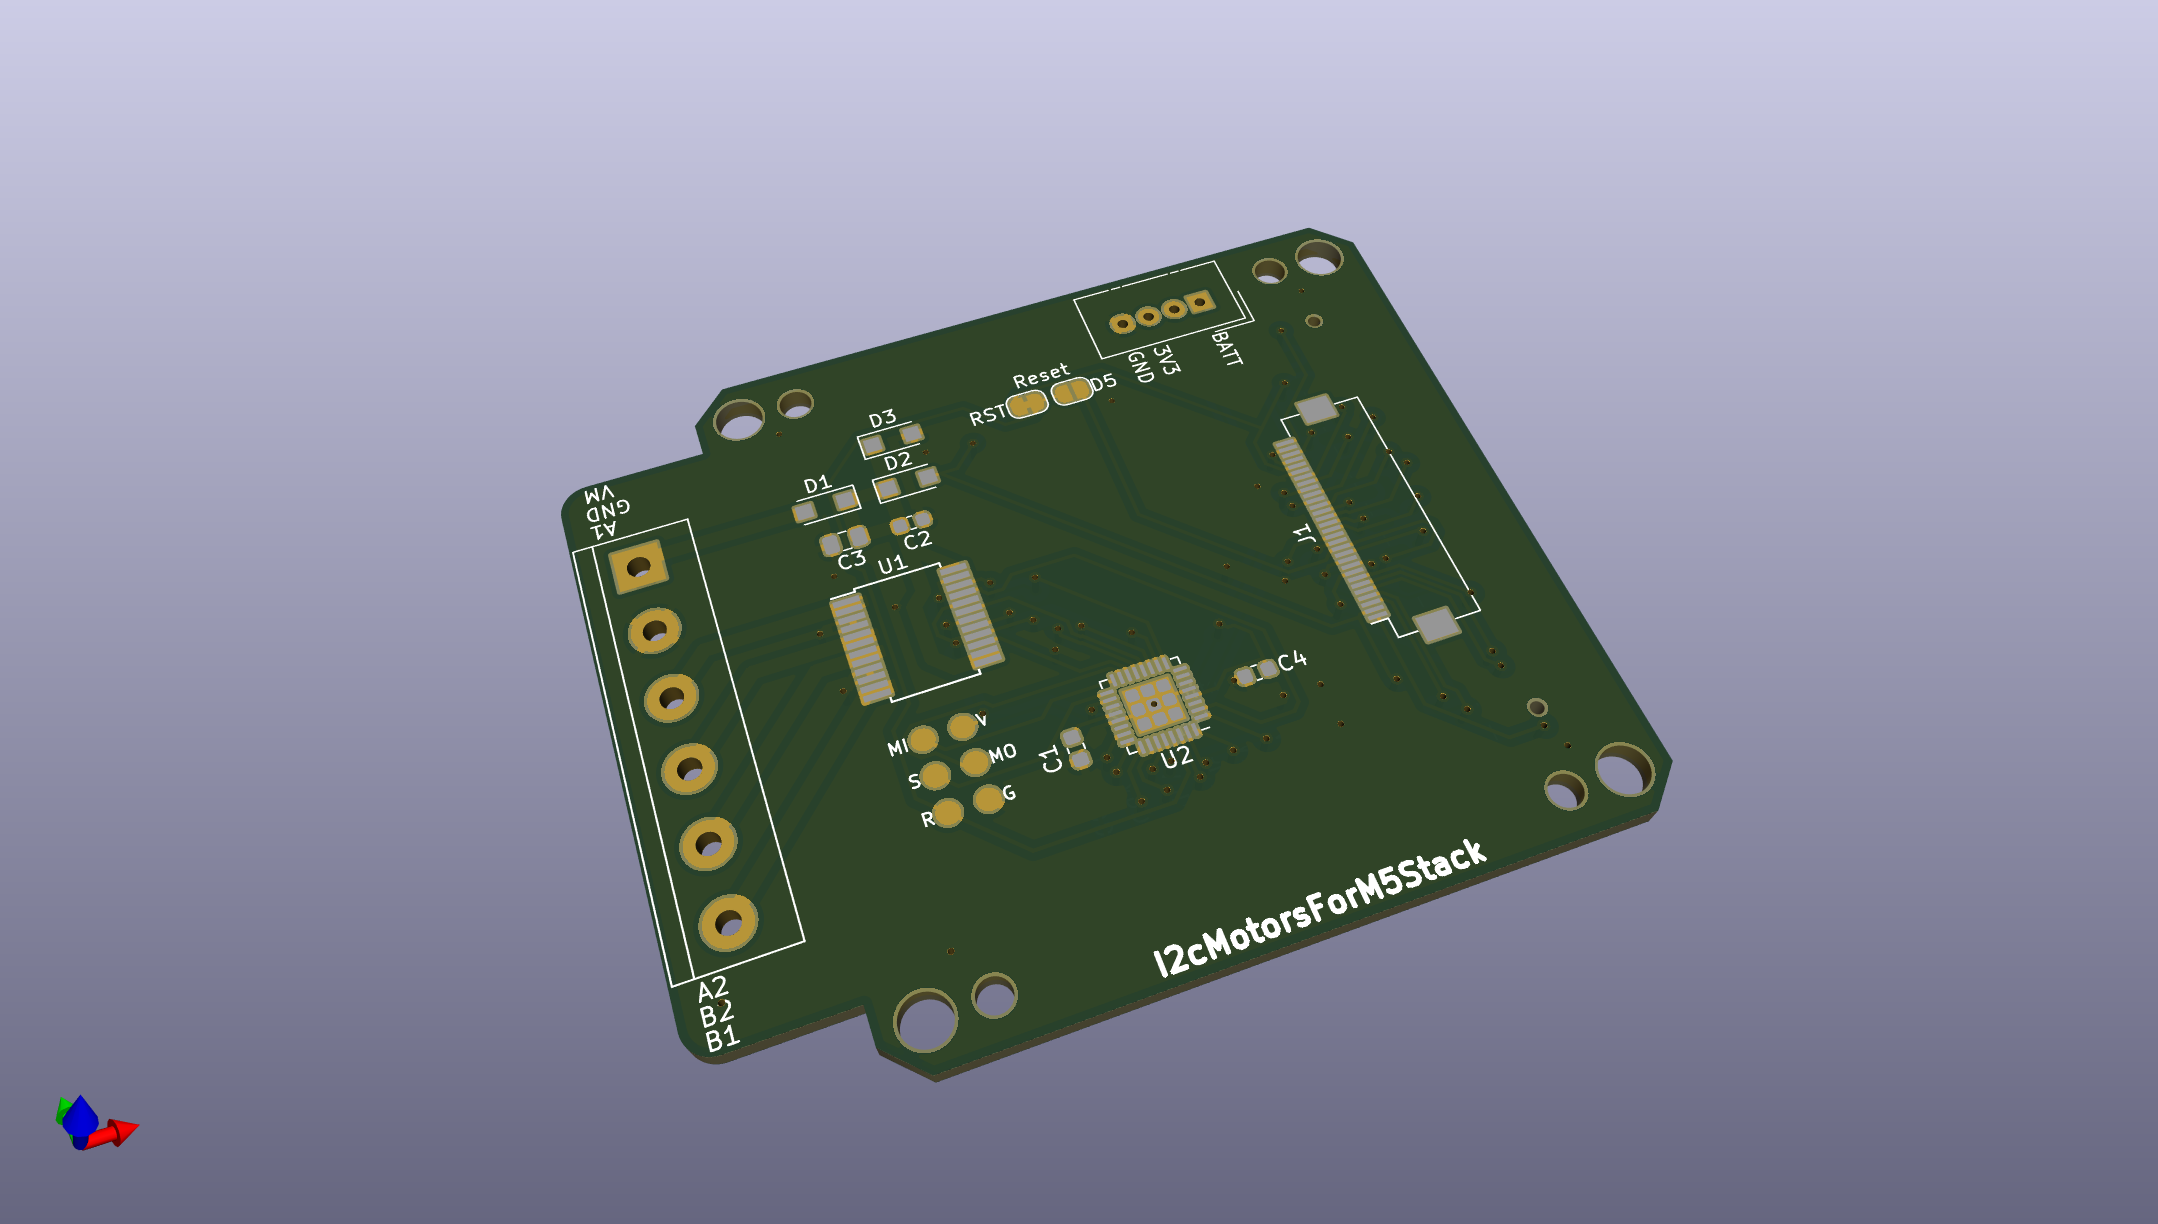 BATT
3V3
GND
Reset
D5
RST
D3
D2
D1
VM
GND
A1
C2
C3
U1
J1
C4
V
MI
MO
S
C1
U2
G
R
I2cMotorsForM5Stack
A2
B2
B1